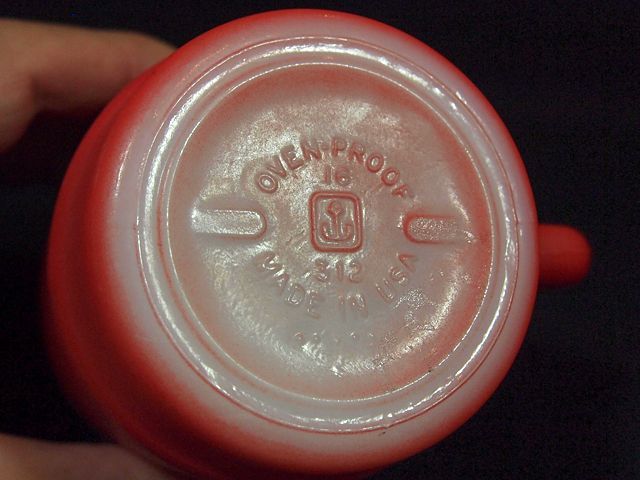 OVEN-PROOF
16
312
MADE IN USA